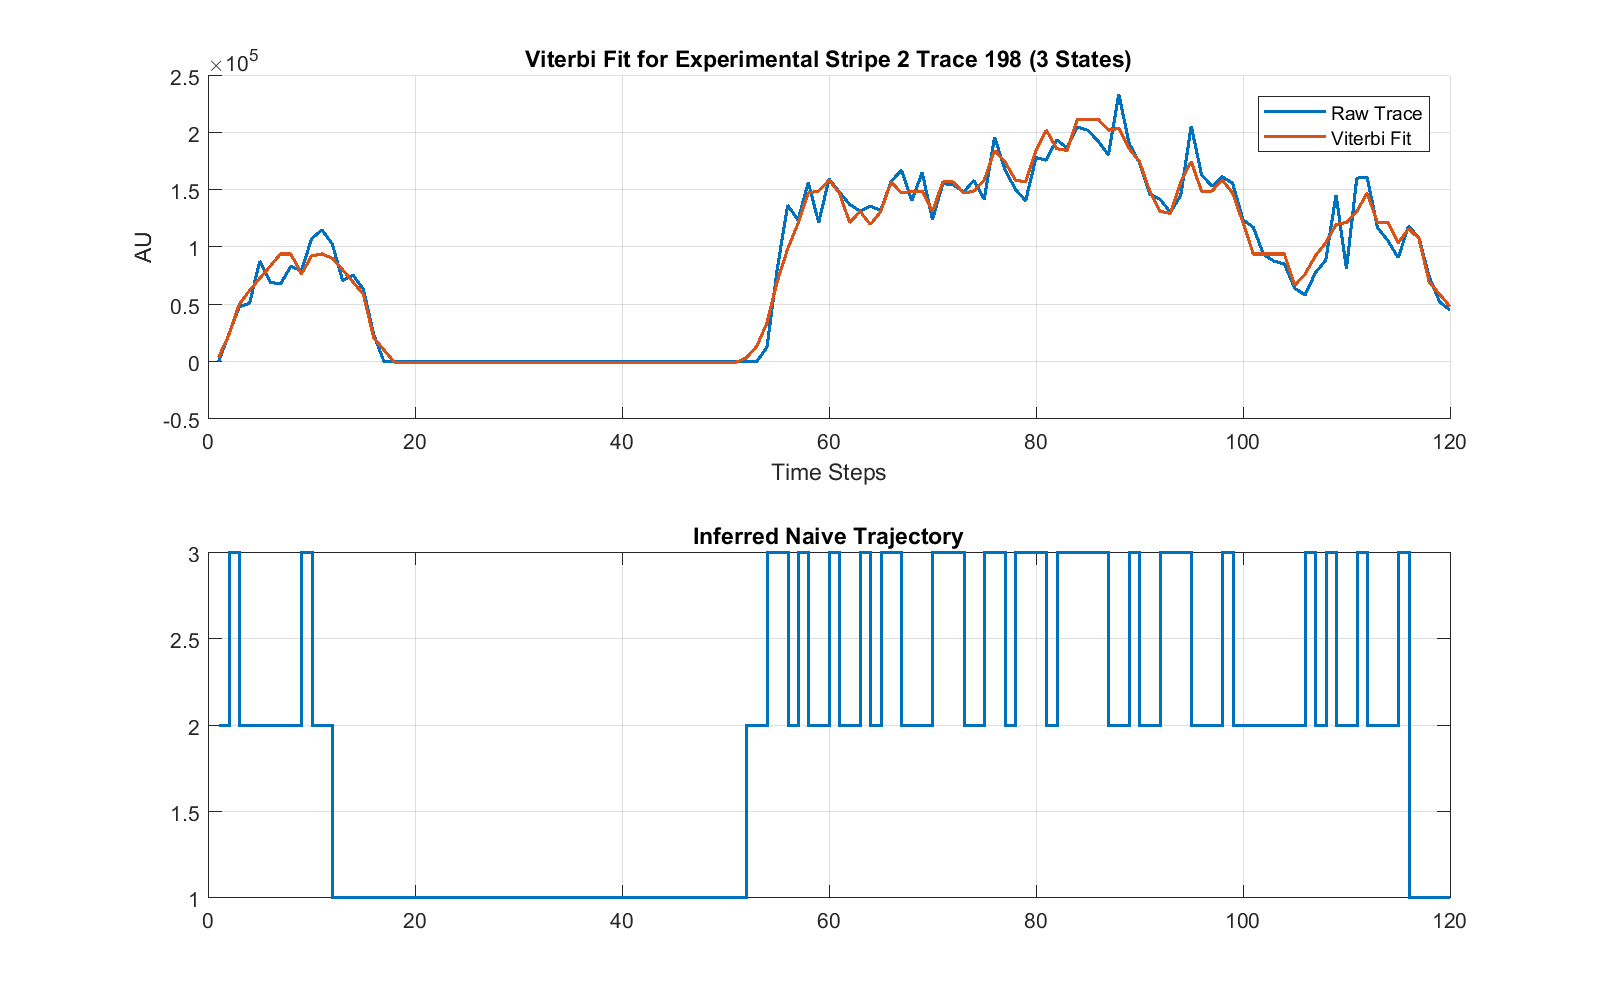 Viterbi Fit for Experimental Stripe 2 Trace 198 (3 States)
×10^5
2.5
2
1.5
1
0.5
0
-0.5
AU
Raw Trace
Viterbi Fit
0 20 40 60 80 100 120
Time Steps
Inferred Naive Trajectory
3
2.5
2
1.5
1
0 20 40 60 80 100 120